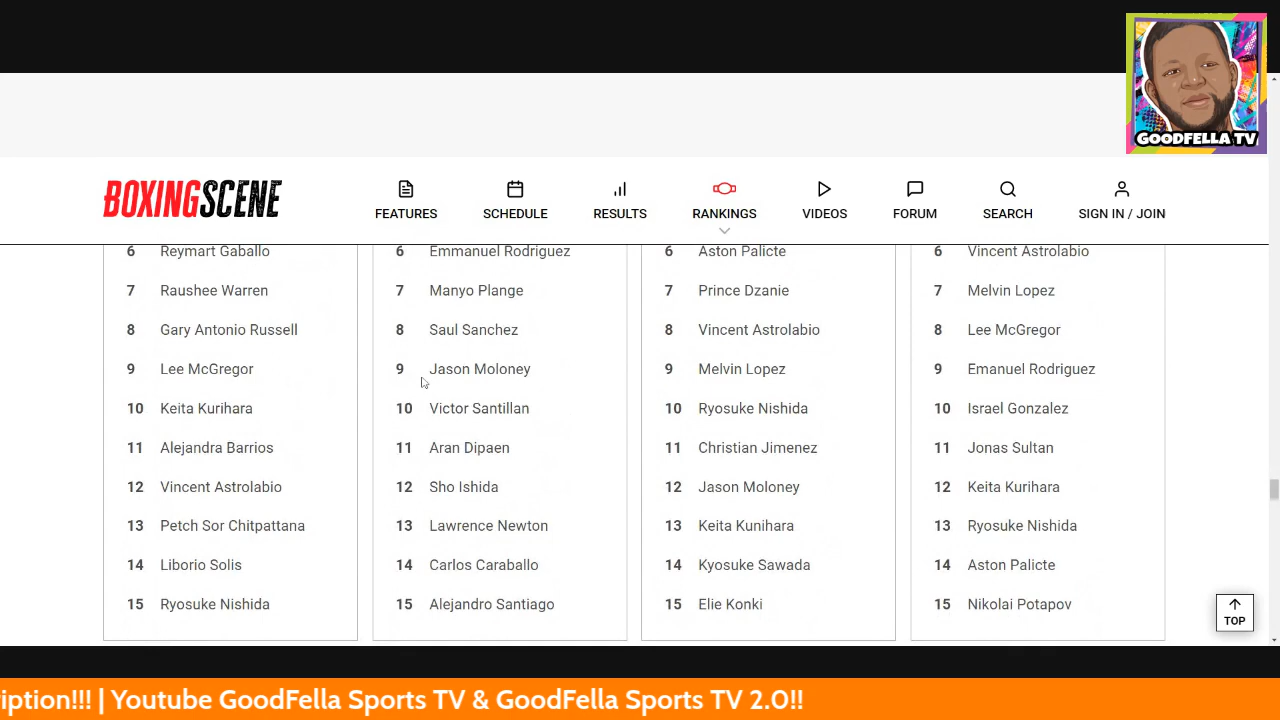 GOODFELLA TV
BOXINGSCENE
FEATURES
SCHEDULE
RESULTS
RANKINGS
VIDEOS
FORUM
SEARCH
SIGN IN / JOIN
6 Reymart Gaballo
7 Raushee Warren
8 Gary Antonio Russell
9 Lee McGregor
10 Keita Kurihara
11 Alejandra Barrios
12 Vincent Astrolabio
13 Petch Sor Chitpattana
14 Liborio Solis
15 Ryosuke Nishida
6 Emmanuel Rodriguez
7 Manyo Plange
8 Saul Sanchez
9 Jason Moloney
10 Victor Santillan
11 Aran Dipaen
12 Sho Ishida
13 Lawrence Newton
14 Carlos Caraballo
15 Alejandro Santiago
6 Aston Palicte
7 Prince Dzanie
8 Vincent Astrolabio
9 Melvin Lopez
10 Ryosuke Nishida
11 Christian Jimenez
12 Jason Moloney
13 Keita Kunihara
14 Kyosuke Sawada
15 Elie Konki
6 Vincent Astrolabio
7 Melvin Lopez
8 Lee McGregor
9 Emanuel Rodriguez
10 Israel Gonzalez
11 Jonas Sultan
12 Keita Kurihara
13 Ryosuke Nishida
14 Aston Palicte
15 Nikolai Potapov
TOP
iption!!! | Youtube GoodFella Sports TV & GoodFella Sports TV 2.0!!